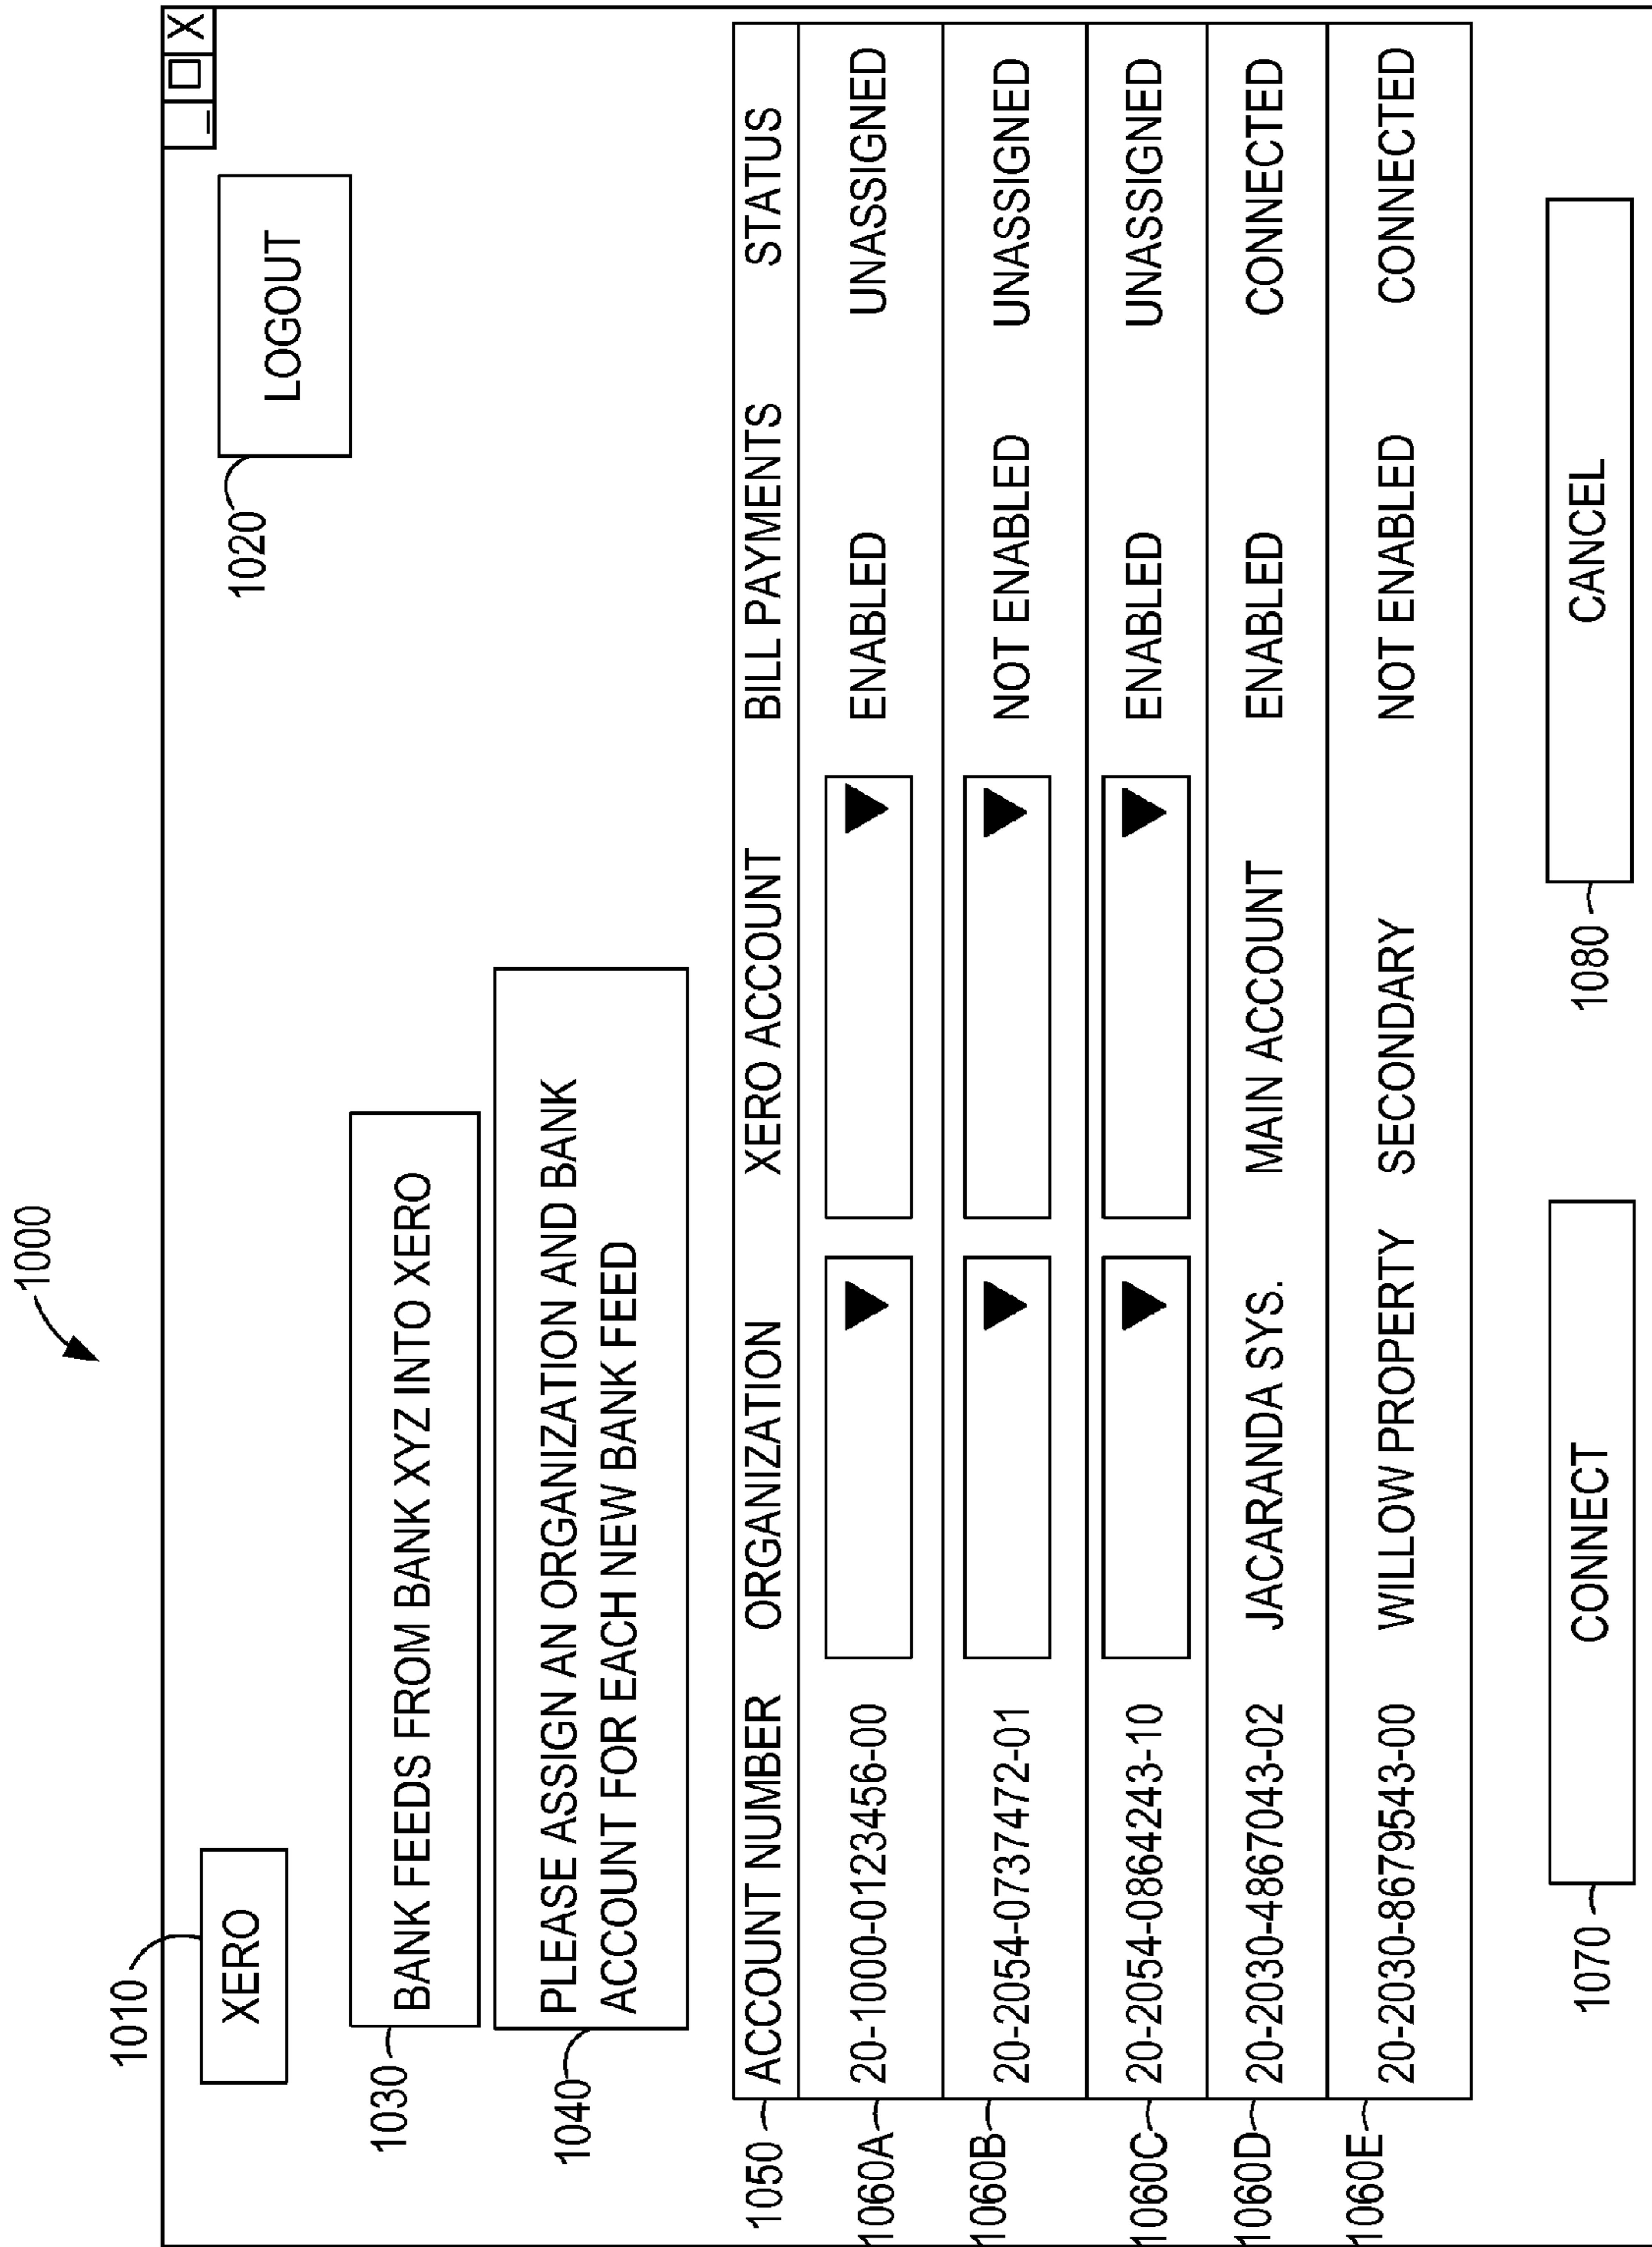 1000
_ □ X
1010
XERO
1020
LOGOUT
1030
BANK FEEDS FROM BANK XYZ INTO XERO
1040
PLEASE ASSIGN AN ORGANIZATION AND BANK
ACCOUNT FOR EACH NEW BANK FEED
1050 ACCOUNT NUMBER ORGANIZATION XERO ACCOUNT BILL PAYMENTS STATUS
1060A 20-1000-0123456-00 ENABLED UNASSIGNED
1060B 20-2054-0737472-01 NOT ENABLED UNASSIGNED
1060C 20-2054-0864243-10 ENABLED UNASSIGNED
1060D 20-2030-4867043-02 JACARANDA SYS. MAIN ACCOUNT ENABLED CONNECTED
1060E 20-2030-8679543-00 WILLOW PROPERTY SECONDARY NOT ENABLED CONNECTED
1070 CONNECT 1080 CANCEL